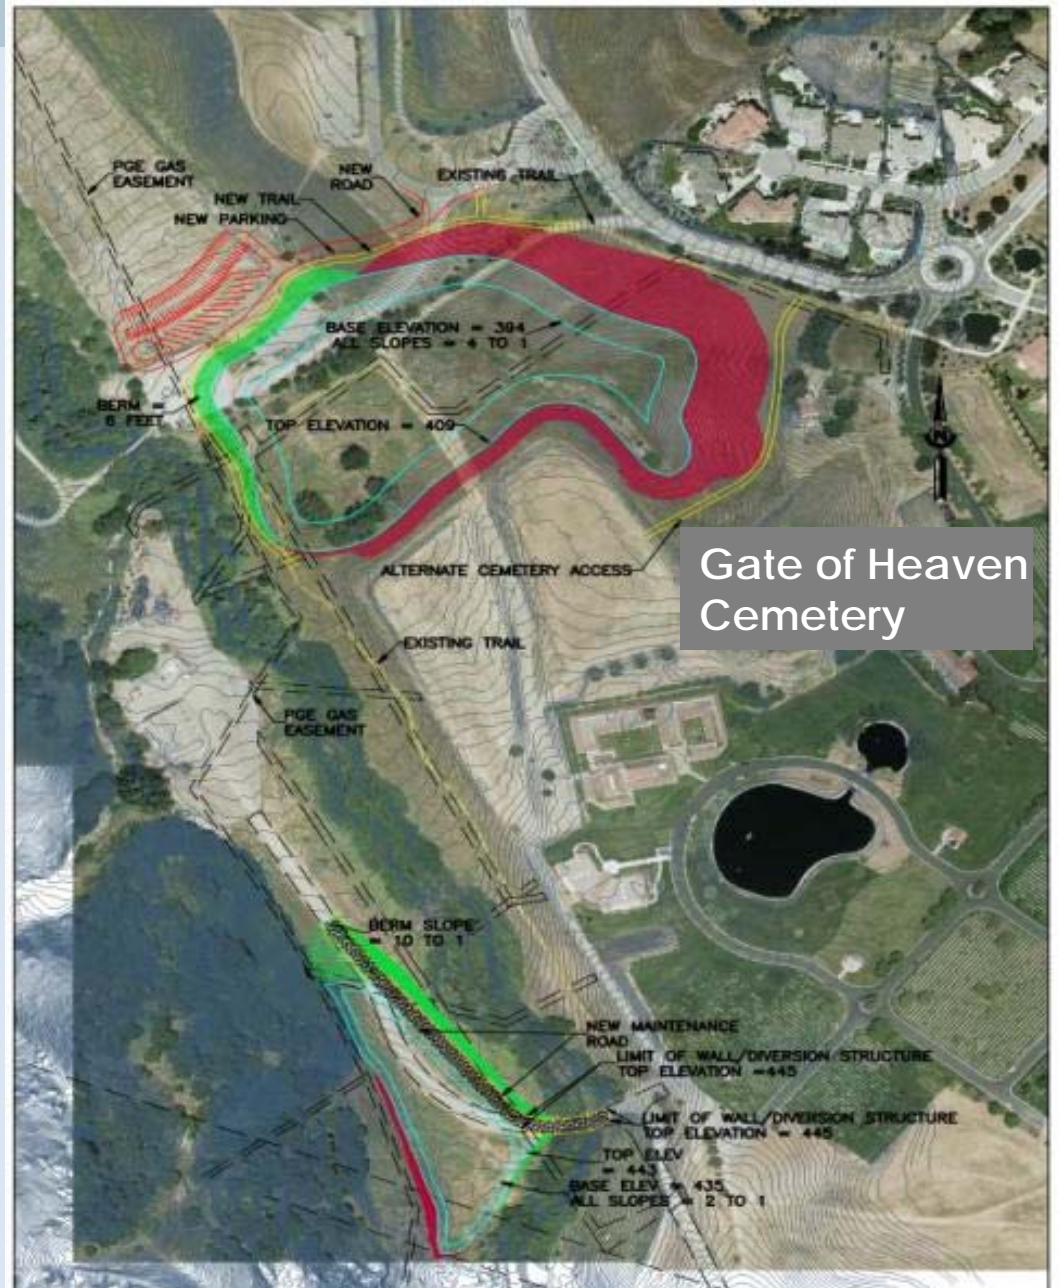 PGE GAS
EASEMENT
NEW
ROAD
EXISTING TRAIL
NEW TRAIL
NEW PARKING
BASE ELEVATION = 394
ALL SLOPES = 4 TO 1
BERM =
6 FEET
TOP ELEVATION = 409
N
ALTERNATE CEMETERY ACCESS
Gate of Heaven
Cemetery
EXISTING TRAIL
PGE GAS
EASEMENT
BERM SLOPE
= 10 TO 1
NEW MAINTENANCE
ROAD
LIMIT OF WALL/DIVERSION STRUCTURE
TOP ELEVATION =445
LIMIT OF WALL/DIVERSION STRUCTURE
TOP ELEVATION = 445
TOP ELEV
= 443
BASE ELEV = 435
ALL SLOPES = 2 TO 1